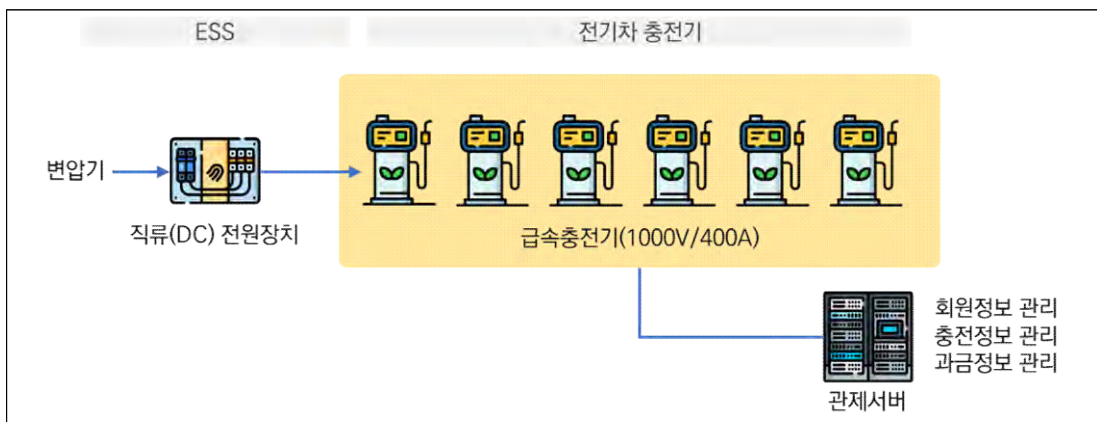 ESS
전기차 충전기
변압기
직류(DC) 전원장치
급속충전기(1000V/400A)
회원정보 관리
충전정보 관리
과금정보 관리
관제서버